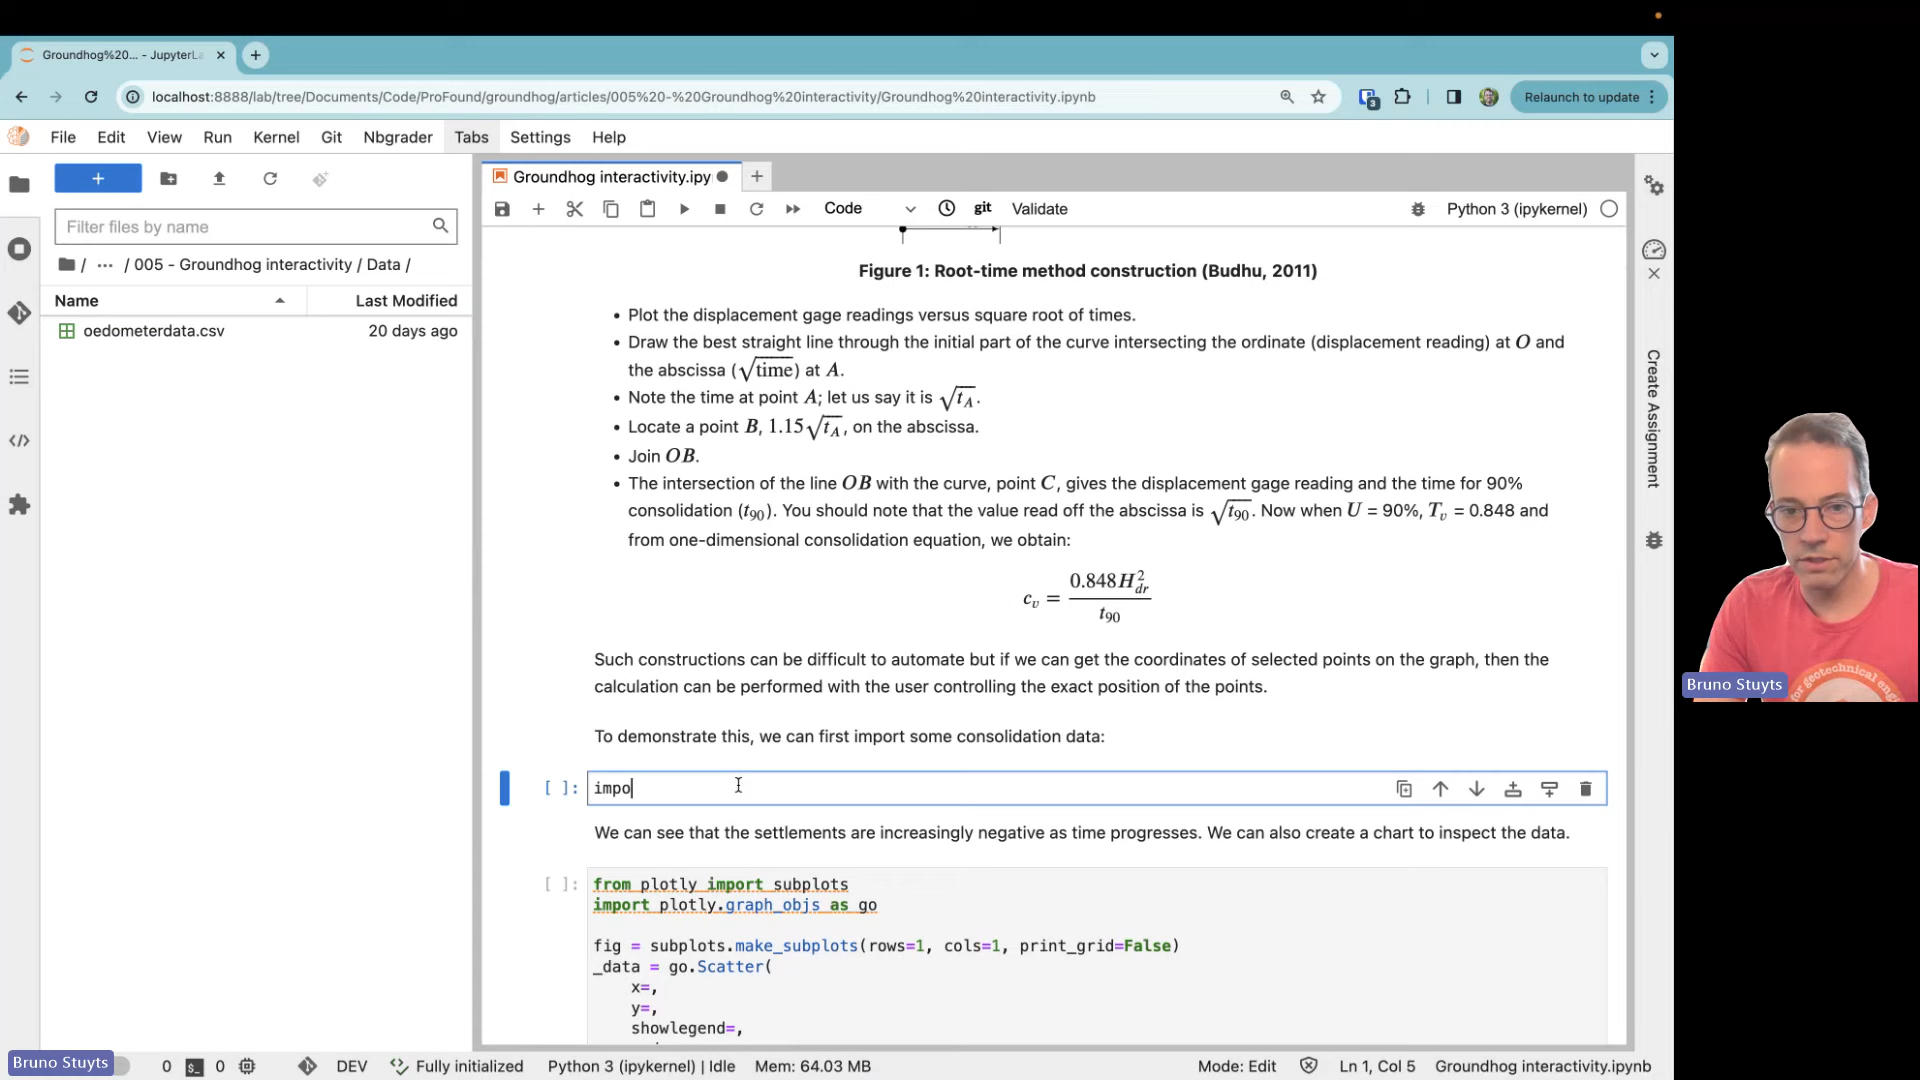 Groundhog%20... - JupyterLa
localhost:8888/lab/tree/Documents/Code/ProFound/groundhog/articles/005%20-%20Groundhog%20interactivity/Groundhog%20interactivity.ipynb
3
Relaunch to update
File Edit View Run Kernel Git Nbgrader Tabs Settings Help
+
Filter files by name
/ ... / 005 - Groundhog interactivity / Data /
Name Last Modified
oedometerdata.csv 20 days ago
Groundhog interactivity.ipy
Code git Validate Python 3 (ipykernel)
Figure 1: Root-time method construction (Budhu, 2011)
• Plot the displacement gage readings versus square root of times.
• Draw the best straight line through the initial part of the curve intersecting the ordinate (displacement reading) at O and
the abscissa (√time) at A.
• Note the time at point A; let us say it is √t_A.
• Locate a point B, 1.15√t_A, on the abscissa.
• Join OB.
• The intersection of the line OB with the curve, point C, gives the displacement gage reading and the time for 90%
consolidation (t_90). You should note that the value read off the abscissa is √t_90. Now when U = 90%, T_v = 0.848 and
from one-dimensional consolidation equation, we obtain:
c_v = 0.848H_dr^2 / t_90
Such constructions can be difficult to automate but if we can get the coordinates of selected points on the graph, then the
calculation can be performed with the user controlling the exact position of the points.
To demonstrate this, we can first import some consolidation data:
[ ]: impo
We can see that the settlements are increasingly negative as time progresses. We can also create a chart to inspect the data.
[ ]: from plotly import subplots
import plotly.graph_objs as go
fig = subplots.make_subplots(rows=1, cols=1, print_grid=False)
_data = go.Scatter(
x=,
y=,
showlegend=,
Create Assignment
Bruno Stuyts
for geotechnical eng
Bruno Stuyts
0 $_ 0 DEV Fully initialized Python 3 (ipykernel) | Idle Mem: 64.03 MB Mode: Edit Ln 1, Col 5 Groundhog interactivity.ipynb